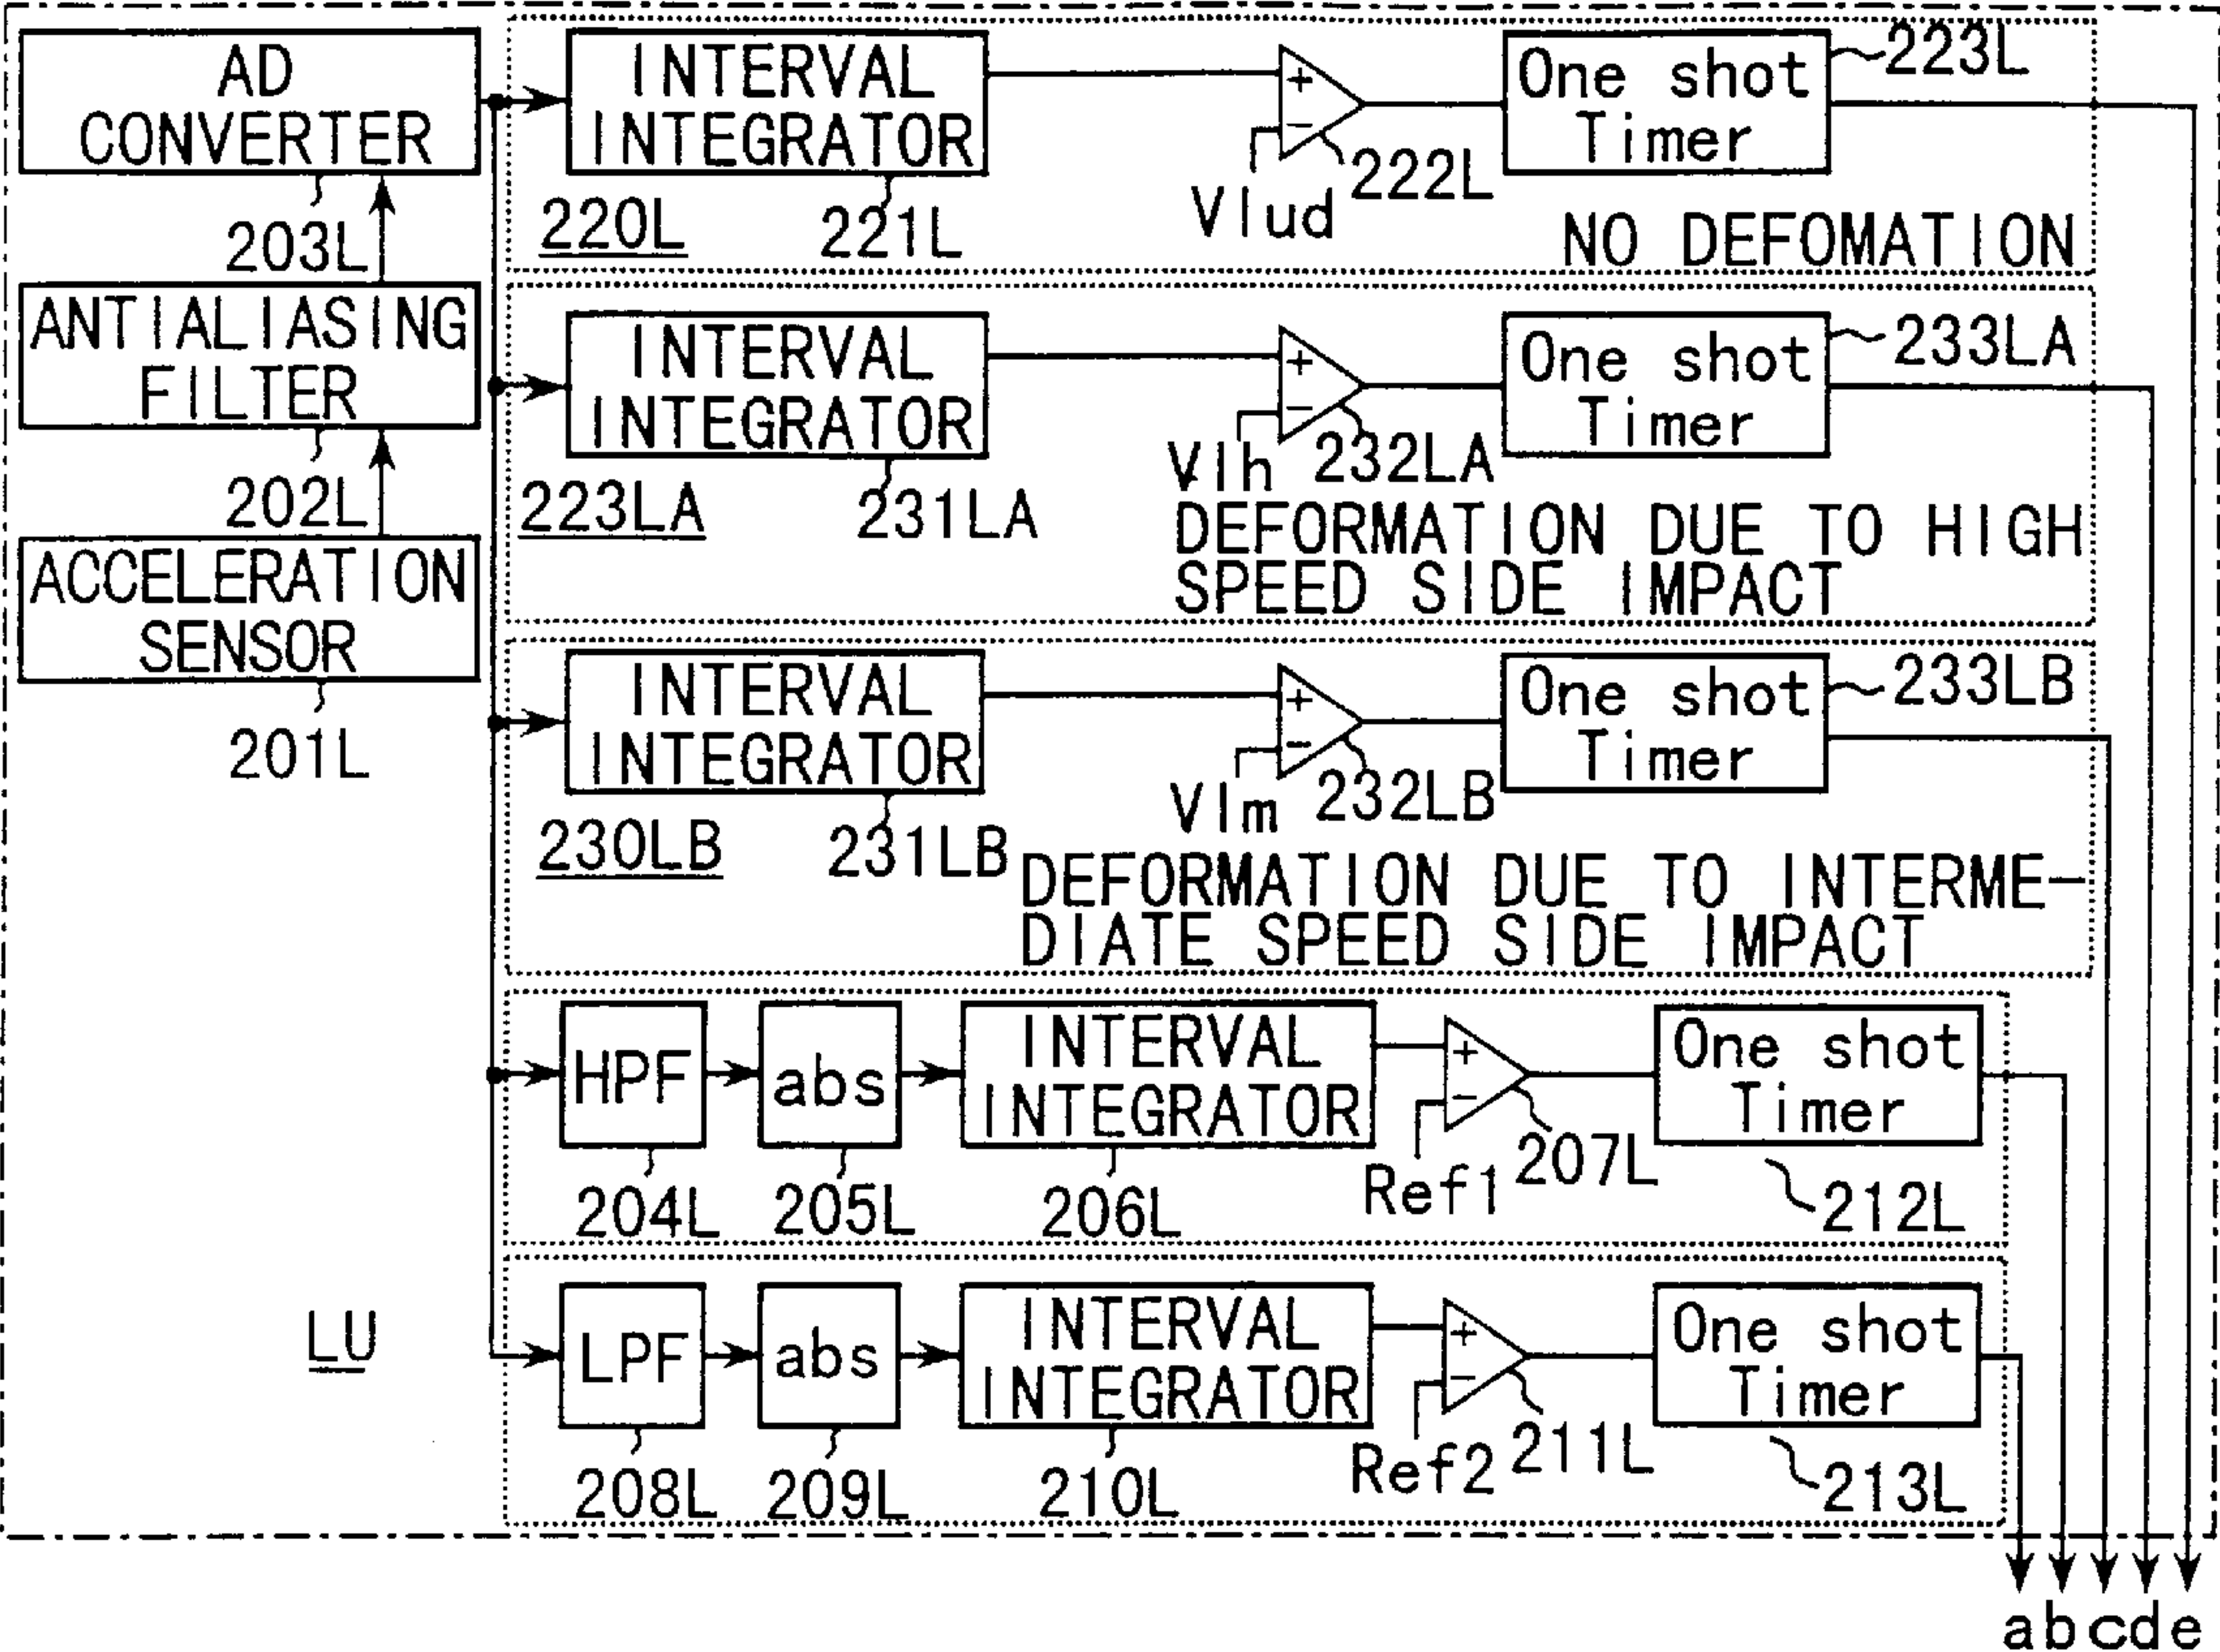 AD
CONVERTER
203L
ANTIALIASING
FILTER
202L
ACCELERATION
SENSOR
201L
INTERVAL
INTEGRATOR
220L
221L
+
−
Vlud
222L
One shot
Timer
223L
NO DEFOMATION
INTERVAL
INTEGRATOR
223LA
231LA
+
−
Vlh
232LA
One shot
Timer
233LA
DEFORMATION DUE TO HIGH
SPEED SIDE IMPACT
INTERVAL
INTEGRATOR
230LB
231LB
+
−
Vlm
232LB
One shot
Timer
233LB
DEFORMATION DUE TO INTERME-
DIATE SPEED SIDE IMPACT
HPF
204L
abs
205L
INTERVAL
INTEGRATOR
206L
+
−
Ref1
207L
One shot
Timer
212L
LPF
208L
abs
209L
INTERVAL
INTEGRATOR
210L
+
−
Ref2
211L
One shot
Timer
213L
LU
abcde